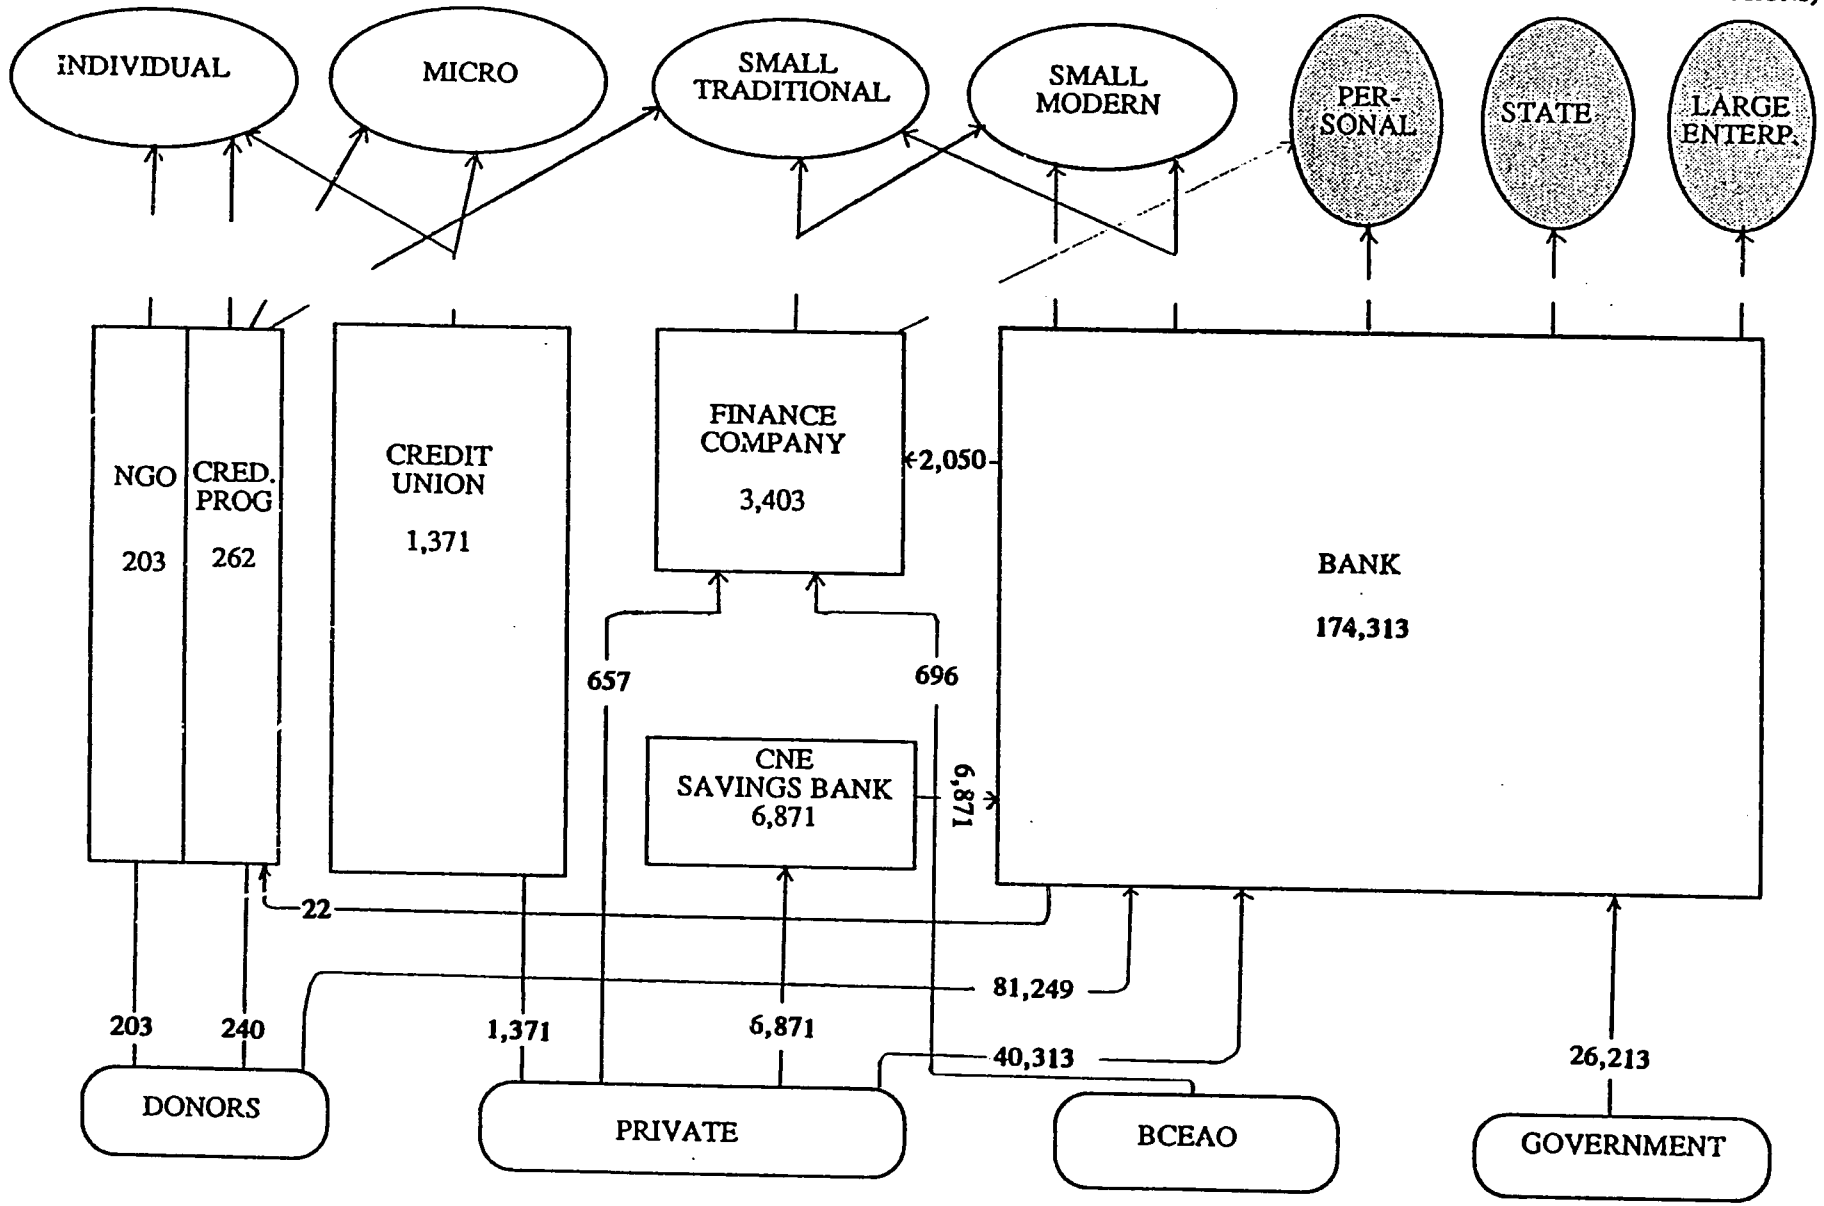 INDIVIDUAL
MICRO
SMALL
TRADITIONAL
SMALL
MODERN
PER-
SONAL
STATE
LARGE
ENTERP.
NGO
203
CRED.
PROG
262
CREDIT
UNION
1,371
FINANCE
COMPANY
3,403
2,050
BANK
174,313
657
696
CNE
SAVINGS BANK
6,871
6,871
22
81,249
203
240
1,371
6,871
40,313
26,213
DONORS
PRIVATE
BCEAO
GOVERNMENT